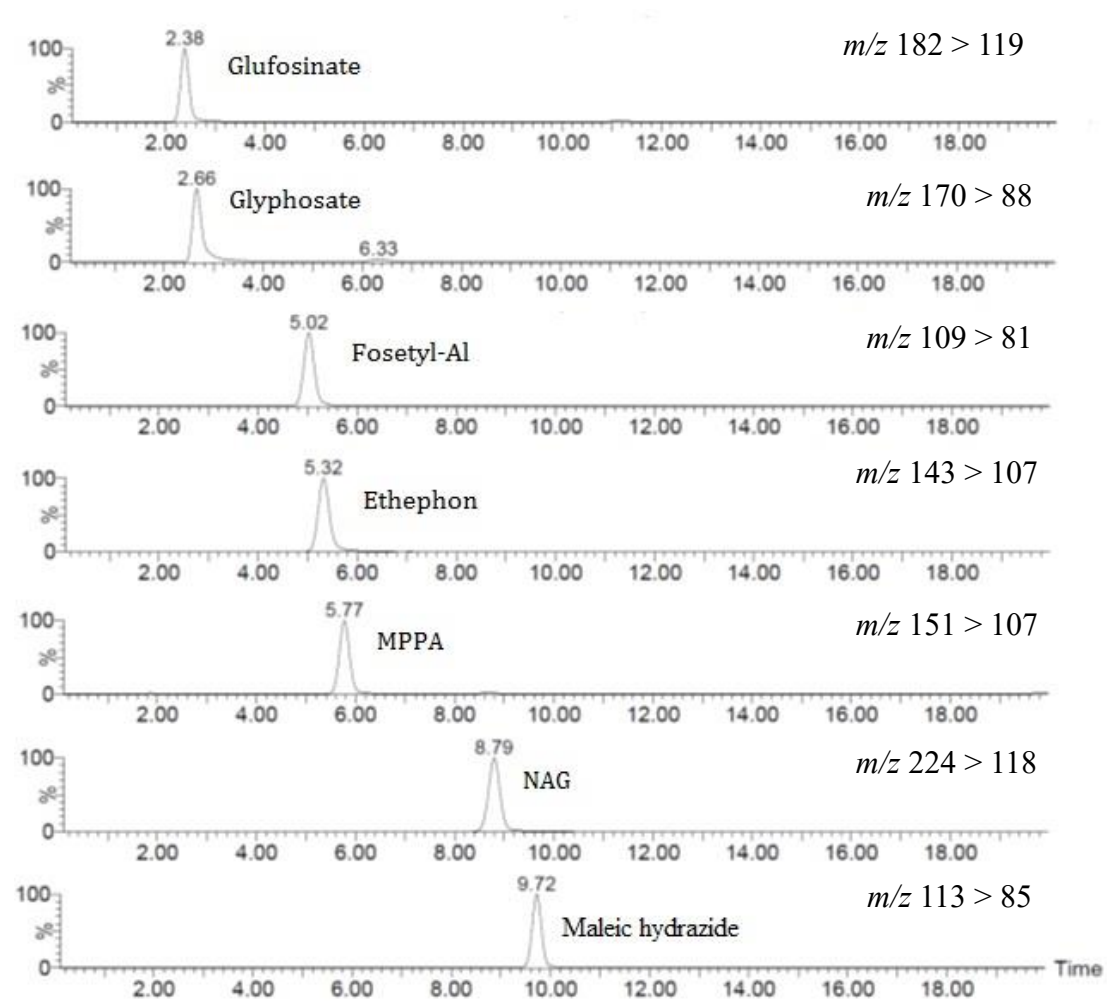 2.38
100
Glufosinate
m/z 182 > 119
%
0
2.00 4.00 6.00 8.00 10.00 12.00 14.00 16.00 18.00
2.66
100
Glyphosate
m/z 170 > 88
%
6.33
0
2.00 4.00 6.00 8.00 10.00 12.00 14.00 16.00 18.00
5.02
100
Fosetyl-Al
m/z 109 > 81
%
0
2.00 4.00 6.00 8.00 10.00 12.00 14.00 16.00 18.00
5.32
100
Ethephon
m/z 143 > 107
%
0
2.00 4.00 6.00 8.00 10.00 12.00 14.00 16.00 18.00
5.77
100
MPPA
m/z 151 > 107
%
0
2.00 4.00 6.00 8.00 10.00 12.00 14.00 16.00 18.00
8.79
100
NAG
m/z 224 > 118
%
0
2.00 4.00 6.00 8.00 10.00 12.00 14.00 16.00 18.00
9.72
100
Maleic hydrazide
m/z 113 > 85
%
0
Time
2.00 4.00 6.00 8.00 10.00 12.00 14.00 16.00 18.00